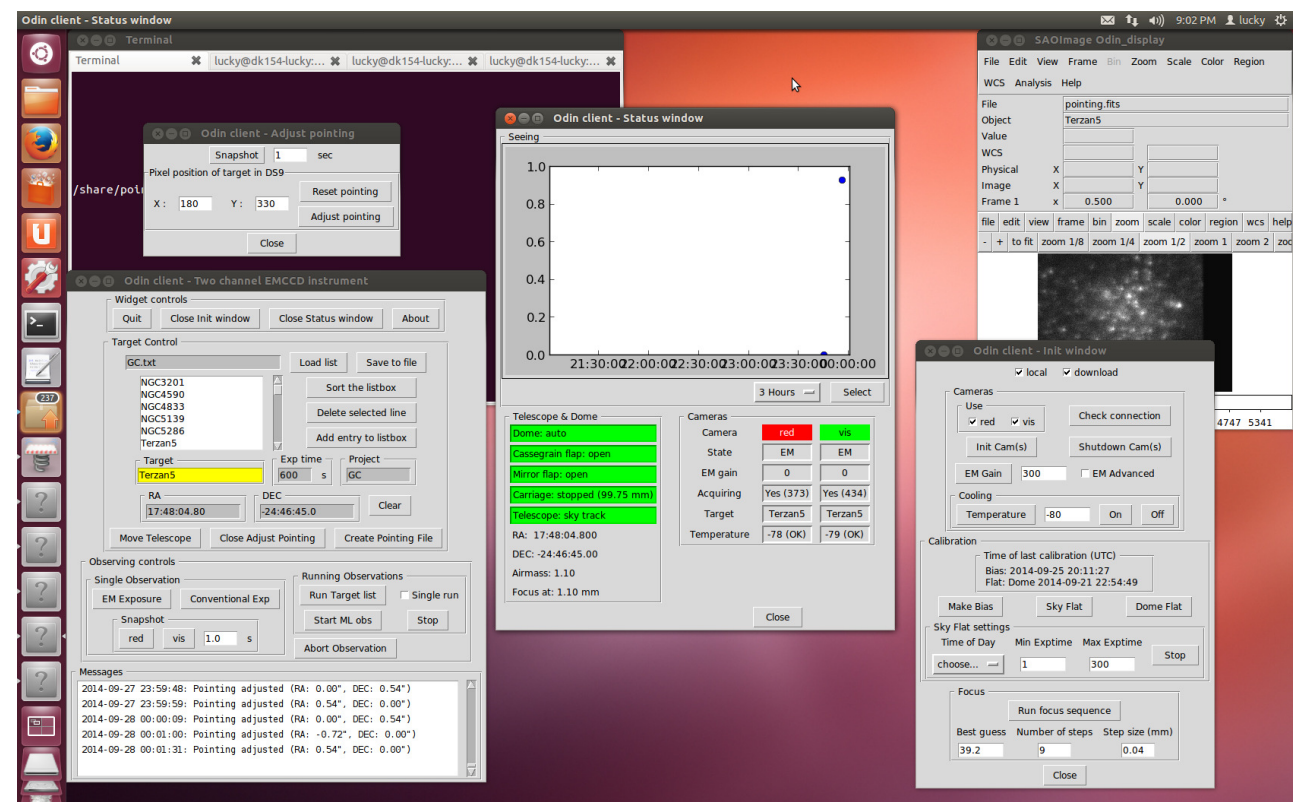 Odin client - Status window
9:02 PM
lucky
237
Terminal
Terminal
lucky@dk154-lucky:...
lucky@dk154-lucky:...
lucky@dk154-lucky:...
/share/poi
Odin client - Adjust pointing
Snapshot 1 sec
Pixel position of target in DS9
X: 180 Y: 330
Reset pointing
Adjust pointing
Close
Odin client - Two channel EMCCD instrument
Widget controls
Quit Close Init window Close Status window About
Target Control
GC.txt Load list Save to file
NGC3201
NGC4590
NGC4833
NGC5139
NGC5286
Terzan5
Sort the listbox
Delete selected line
Add entry to listbox
Target Exp time Project
Terzan5 600 s GC
RA DEC
17:48:04.80 -24:46:45.0 Clear
Move Telescope Close Adjust Pointing Create Pointing File
Observing controls
Single Observation
EM Exposure Conventional Exp
Snapshot
red vis 1.0 s
Running Observations
Run Target list Single run
Start ML obs Stop
Abort Observation
Messages
2014-09-27 23:59:48: Pointing adjusted (RA: 0.00", DEC: 0.54")
2014-09-27 23:59:59: Pointing adjusted (RA: 0.54", DEC: 0.00")
2014-09-28 00:00:09: Pointing adjusted (RA: 0.00", DEC: 0.54")
2014-09-28 00:01:00: Pointing adjusted (RA: -0.72", DEC: 0.00")
2014-09-28 00:01:31: Pointing adjusted (RA: 0.54", DEC: 0.00")
Odin client - Status window
Seeing
1.0
0.8
0.6
0.4
0.2
0.0
21:30:00 22:00:00 22:30:00 23:00:00 23:30:00 00:00:00
3 Hours Select
Telescope & Dome
Dome: auto
Cassegrain flap: open
Mirror flap: open
Carriage: stopped (99.75 mm)
Telescope: sky track
RA: 17:48:04.800
DEC: -24:46:45.00
Airmass: 1.10
Focus at: 1.10 mm
Cameras
Camera red vis
State EM EM
EM gain 0 0
Acquiring Yes (373) Yes (434)
Target Terzan5 Terzan5
Temperature -78 (OK) -79 (OK)
Close
SAOImage Odin_display
File Edit View Frame Bin Zoom Scale Color Region
WCS Analysis Help
File pointing.fits
Object Terzan5
Value
WCS
Physical X Y
Image X Y
Frame 1 x 0.500 0.000 °
file edit view frame bin zoom scale color region wcs help
- + to fit zoom 1/8 zoom 1/4 zoom 1/2 zoom 1 zoom 2 zoo
4747 5341
Odin client - Init window
local download
Cameras
Use
red vis
Check connection
Init Cam(s) Shutdown Cam(s)
EM Gain 300 EM Advanced
Cooling
Temperature -80 On Off
Calibration
Time of last calibration (UTC)
Bias: 2014-09-25 20:11:27
Flat: Dome 2014-09-21 22:54:49
Make Bias Sky Flat Dome Flat
Sky Flat settings
Time of Day Min Exptime Max Exptime
choose... 1 300 Stop
Focus
Run focus sequence
Best guess Number of steps Step size (mm)
39.2 9 0.04
Close